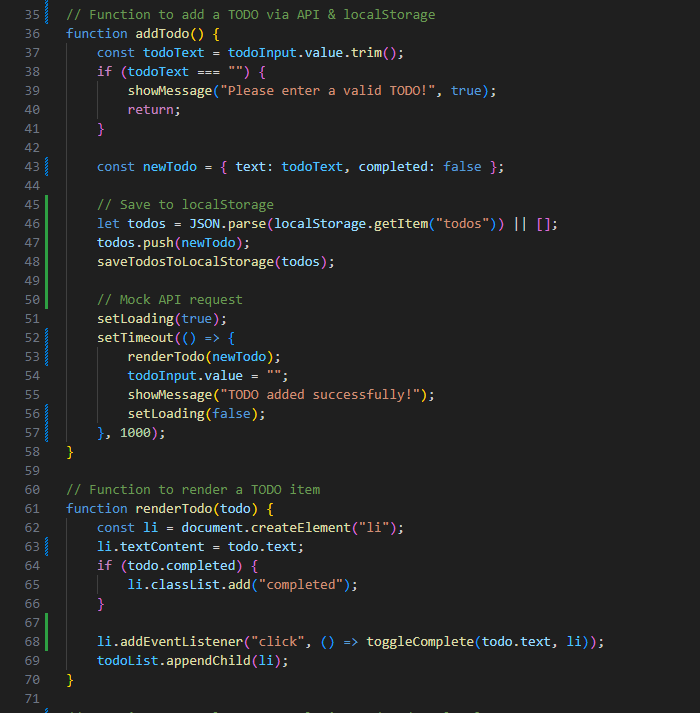 35 // Function to add a TODO via API & localStorage
36 function addTodo() {
37     const todoText = todoInput.value.trim();
38     if (todoText === "") {
39         showMessage("Please enter a valid TODO!", true);
40         return;
41     }
42
43     const newTodo = { text: todoText, completed: false };
44
45     // Save to localStorage
46     let todos = JSON.parse(localStorage.getItem("todos")) || [];
47     todos.push(newTodo);
48     saveTodosToLocalStorage(todos);
49
50     // Mock API request
51     setLoading(true);
52     setTimeout(() => {
53         renderTodo(newTodo);
54         todoInput.value = "";
55         showMessage("TODO added successfully!");
56         setLoading(false);
57     }, 1000);
58 }
59
60 // Function to render a TODO item
61 function renderTodo(todo) {
62     const li = document.createElement("li");
63     li.textContent = todo.text;
64     if (todo.completed) {
65         li.classList.add("completed");
66     }
67
68     li.addEventListener("click", () => toggleComplete(todo.text, li));
69     todoList.appendChild(li);
70 }
71